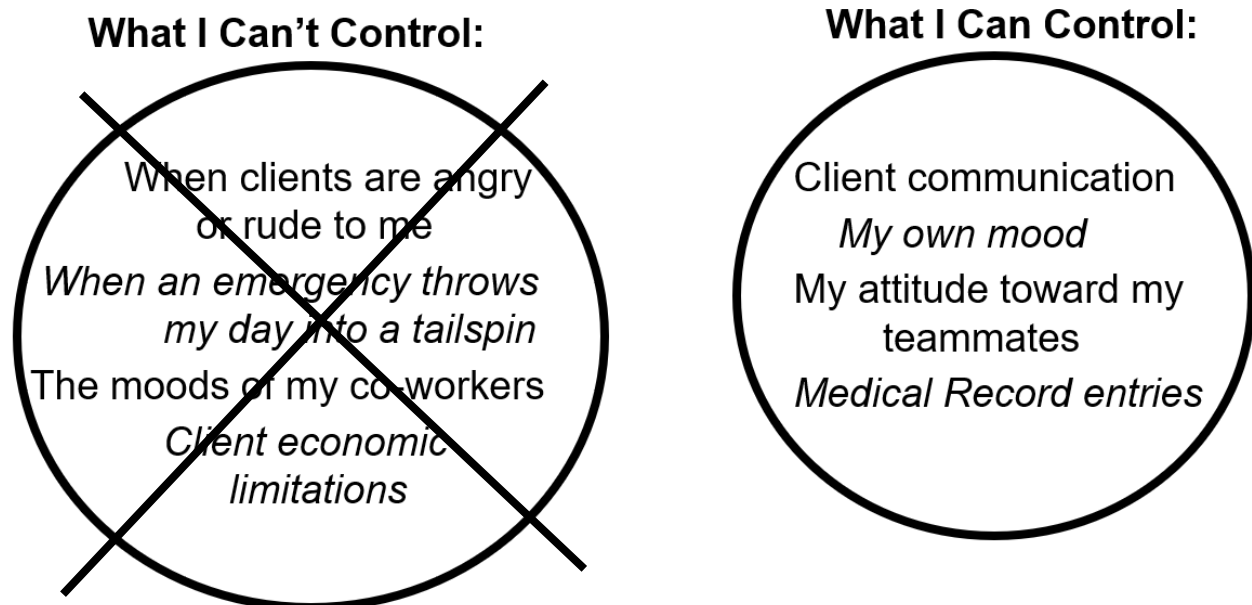 What I Can't Control:
When clients are angry
or rude to me
When an emergency throws
my day into a tailspin
The moods of my co-workers
Client economic
limitations
What I Can Control:
Client communication
My own mood
My attitude toward my
teammates
Medical Record entries